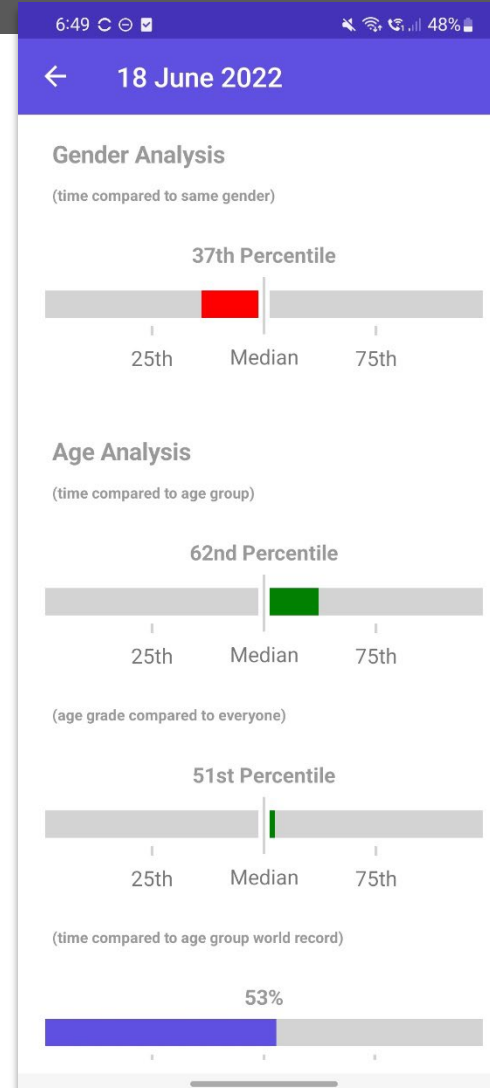 6:49 48%
18 June 2022
Gender Analysis
(time compared to same gender)
37th Percentile
25th Median 75th
Age Analysis
(time compared to age group)
62nd Percentile
25th Median 75th
(age grade compared to everyone)
51st Percentile
25th Median 75th
(time compared to age group world record)
53%